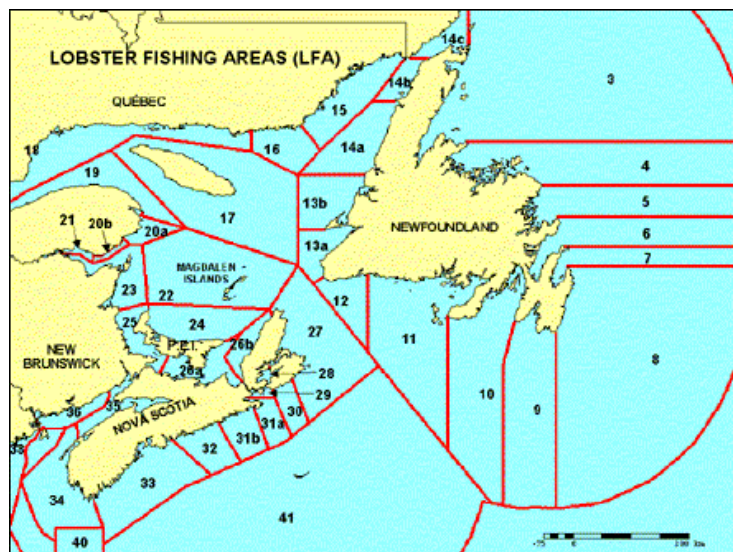 LOBSTER FISHING AREAS (LFA)
14c
3
14b
QUÉBEC
15
18
16
14a
4
19
5
17
13b
21
20b
20a
NEWFOUNDLAND
6
13a
7
MAGDALEN
ISLANDS
23
22
12
24
27
25
11
8
P.E.I.
26b
NEW
BRUNSWICK
26a
28
10
29
9
35
36
NOVA SCOTIA
30
31a
31b
32
33
34
41
40
-75
0